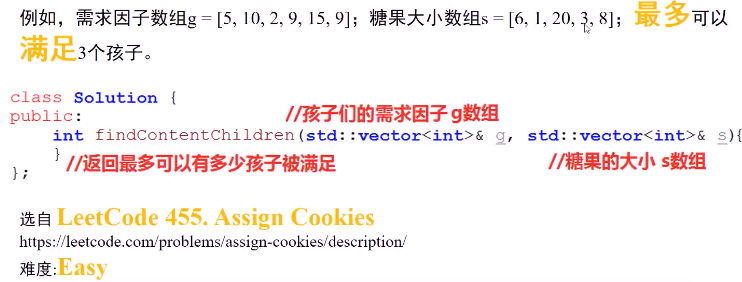 例如，需求因子数组g = [5, 10, 2, 9, 15, 9]；糖果大小数组s = [6, 1, 20, 3, 8]；最多可以
满足3个孩子。
class Solution {
public:
//孩子们的需求因子g数组
int findContentChildren(std::vector<int>& g, std::vector<int>& s){
} //返回最多可以有多少孩子被满足
//糖果的大小 s数组
};
选自 LeetCode 455. Assign Cookies
https://leetcode.com/problems/assign-cookies/description/
难度:Easy